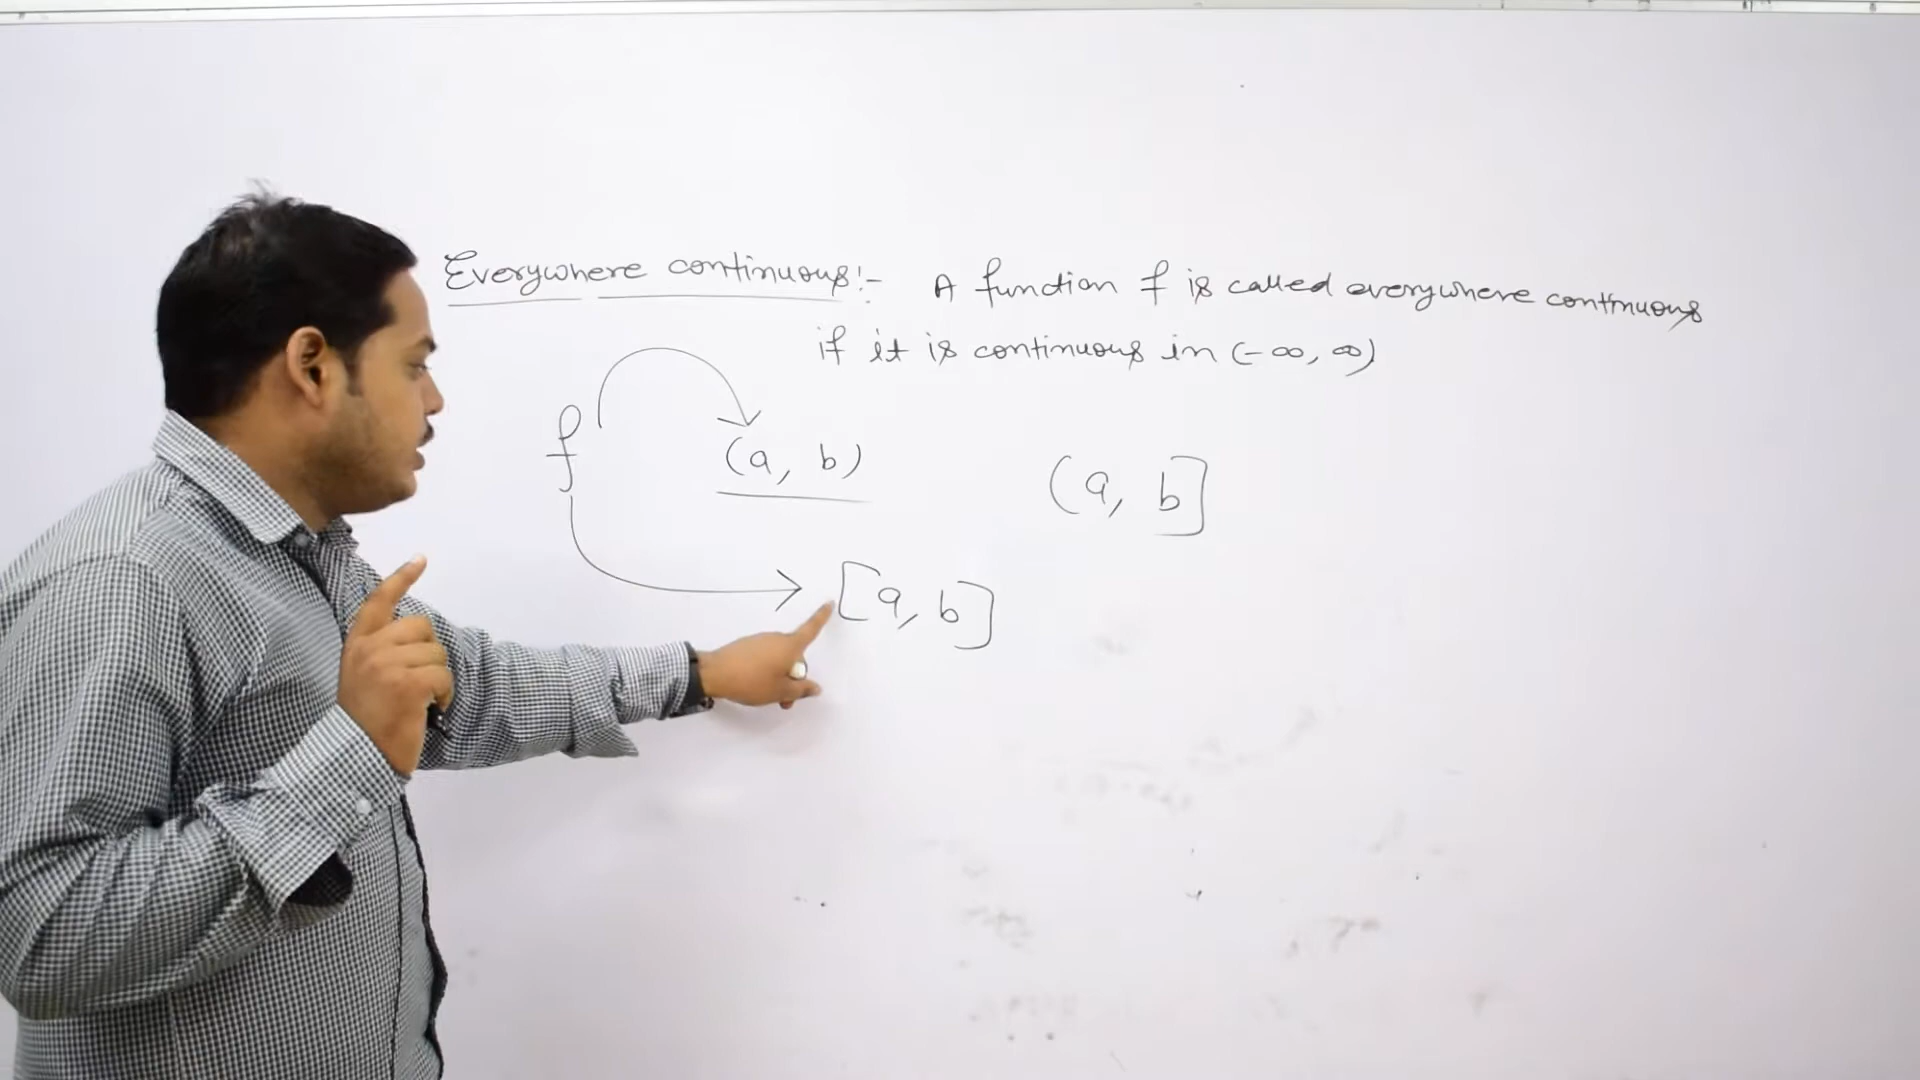 Everywhere continuous:- A function f is called everywhere continuous
if it is continuous in (-∞, ∞)
f (a, b) (a, b]
[a, b]